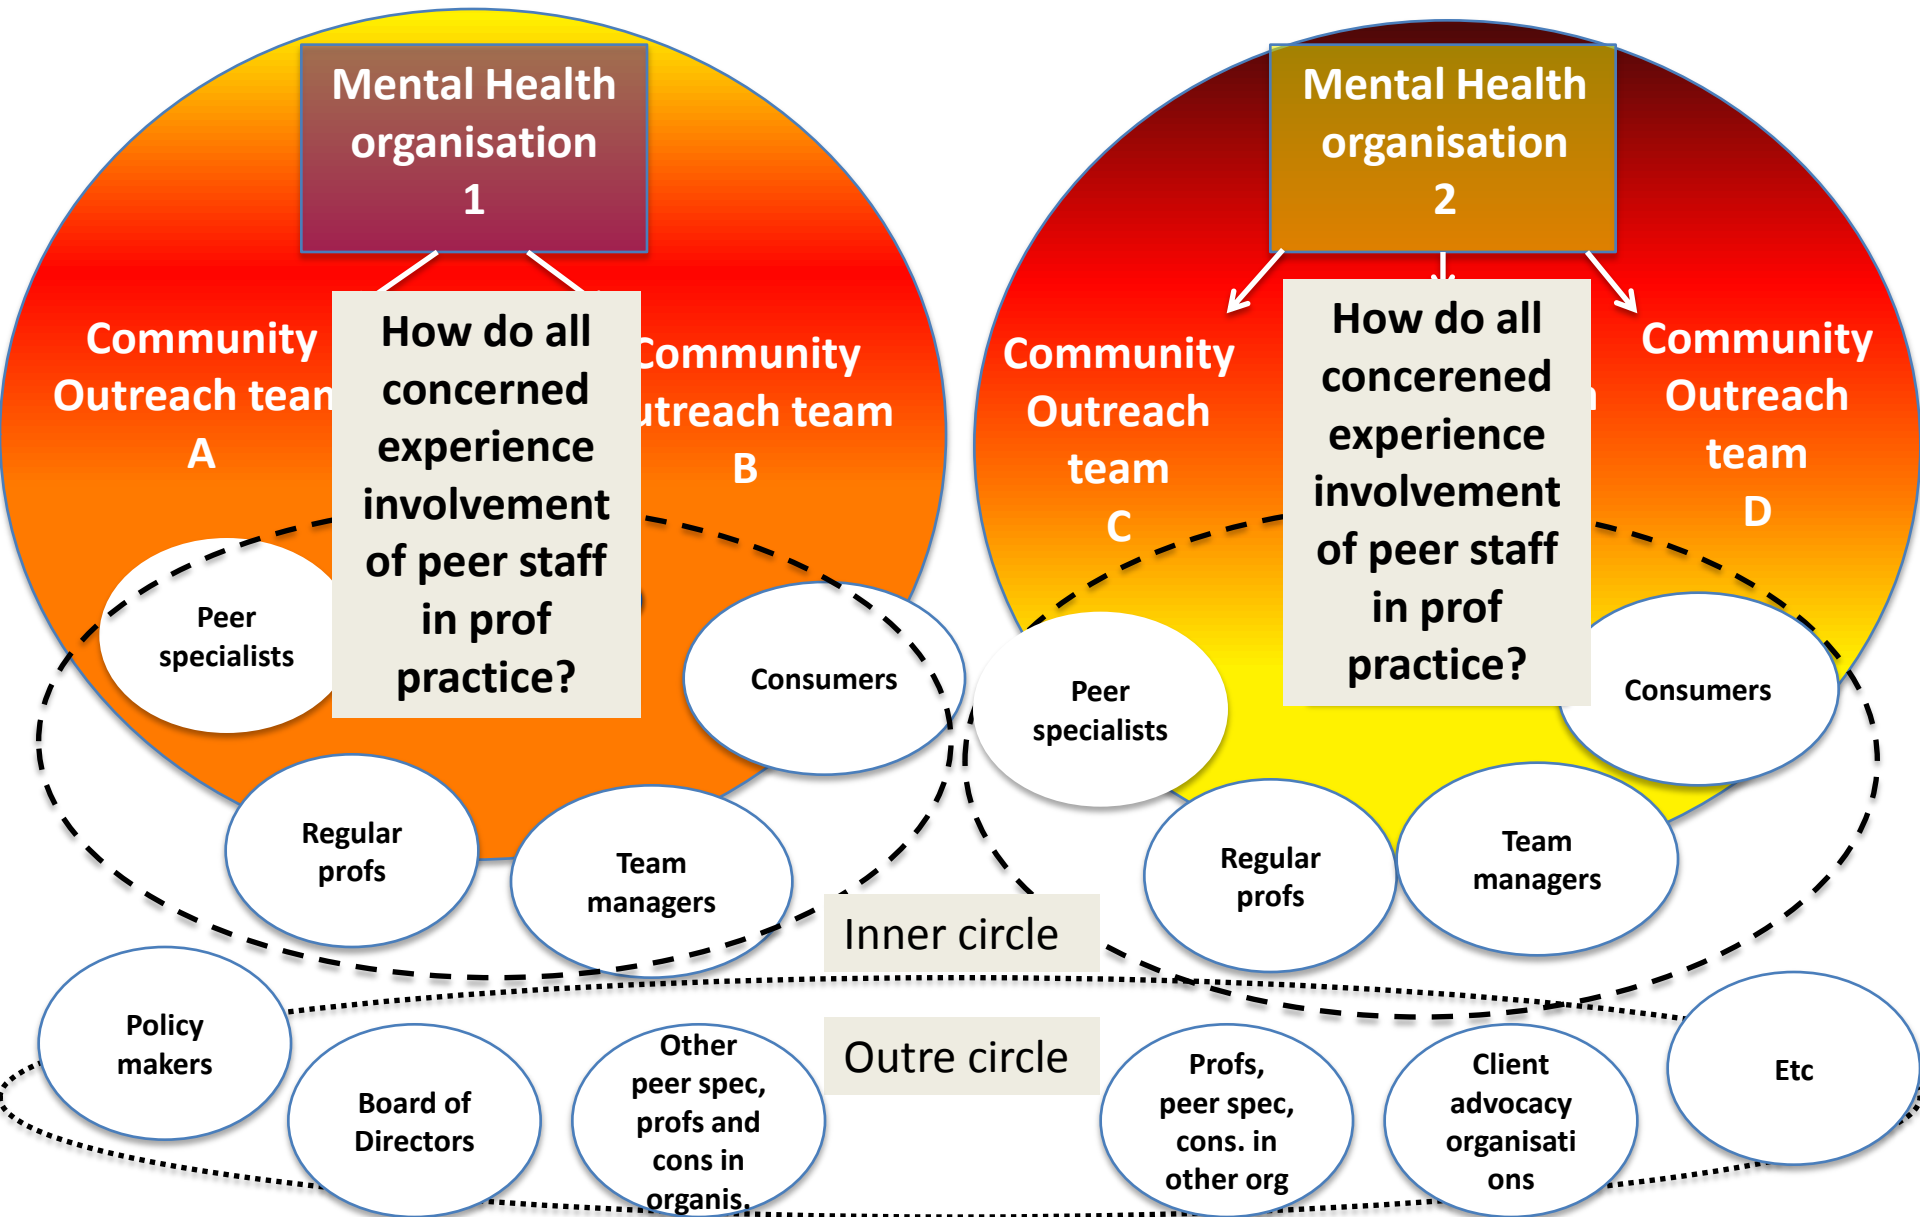 Mental Health
organisation
1
Mental Health
organisation
2
Community
Outreach team
A
How do all
concerned
experience
involvement
of peer staff
in prof
practice?
Community
utreach team
B
Community
Outreach
team
C
How do all
concerened
experience
involvement
of peer staff
in prof
practice?
Community
Outreach
team
D
Peer
specialists
Consumers
Regular
profs
Team
managers
Peer
specialists
Consumers
Regular
profs
Team
managers
Inner circle
Outre circle
Policy
makers
Board of
Directors
Other
peer spec,
profs and
cons in
organis.
Profs,
peer spec,
cons. in
other org
Client
advocacy
organisati
ons
Etc